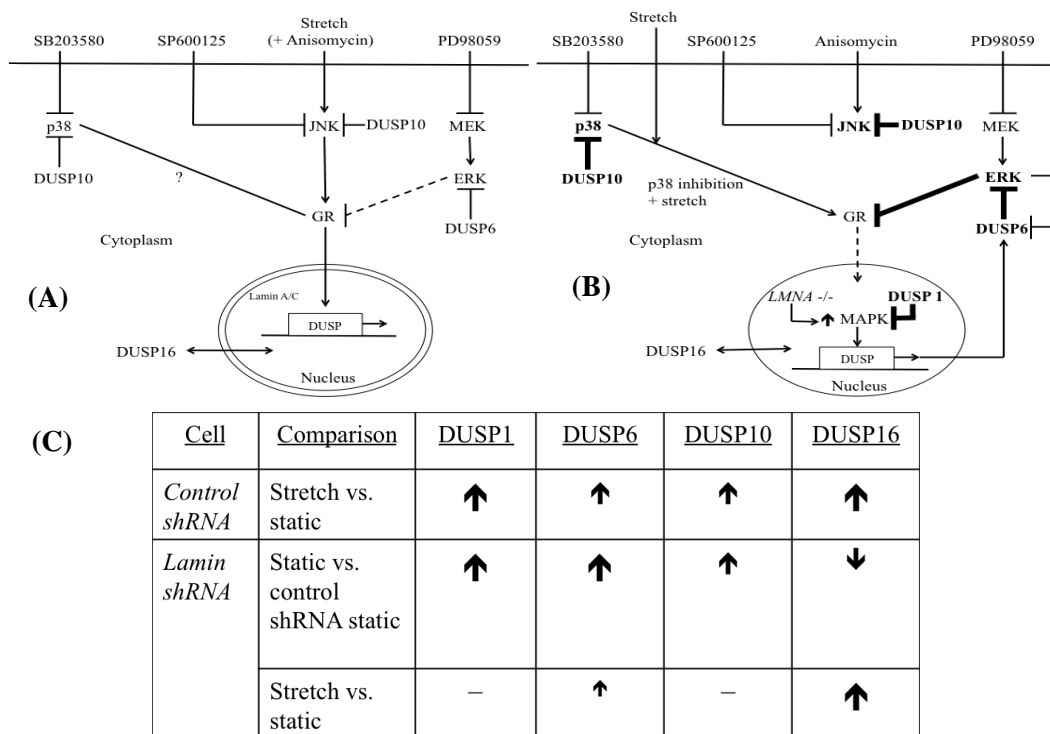 Stretch
(+ Anisomycin)
SB203580
SP600125
PD98059
p38
JNK
DUSP10
MEK
DUSP10
?
ERK
GR
DUSP6
Cytoplasm
(A)
Lamin A/C
DUSP
DUSP16
Nucleus
Stretch
SB203580
SP600125
Anisomycin
PD98059
p38
JNK
DUSP10
MEK
DUSP10
p38 inhibition
+ stretch
ERK
GR
DUSP6
Cytoplasm
(B)
LMNA -/-
DUSP 1
MAPK
DUSP16
DUSP
Nucleus
(C)
Cell Comparison DUSP1 DUSP6 DUSP10 DUSP16
Control
shRNA
Stretch vs.
static
Lamin
shRNA
Static vs.
control
shRNA static
Stretch vs.
static
– –